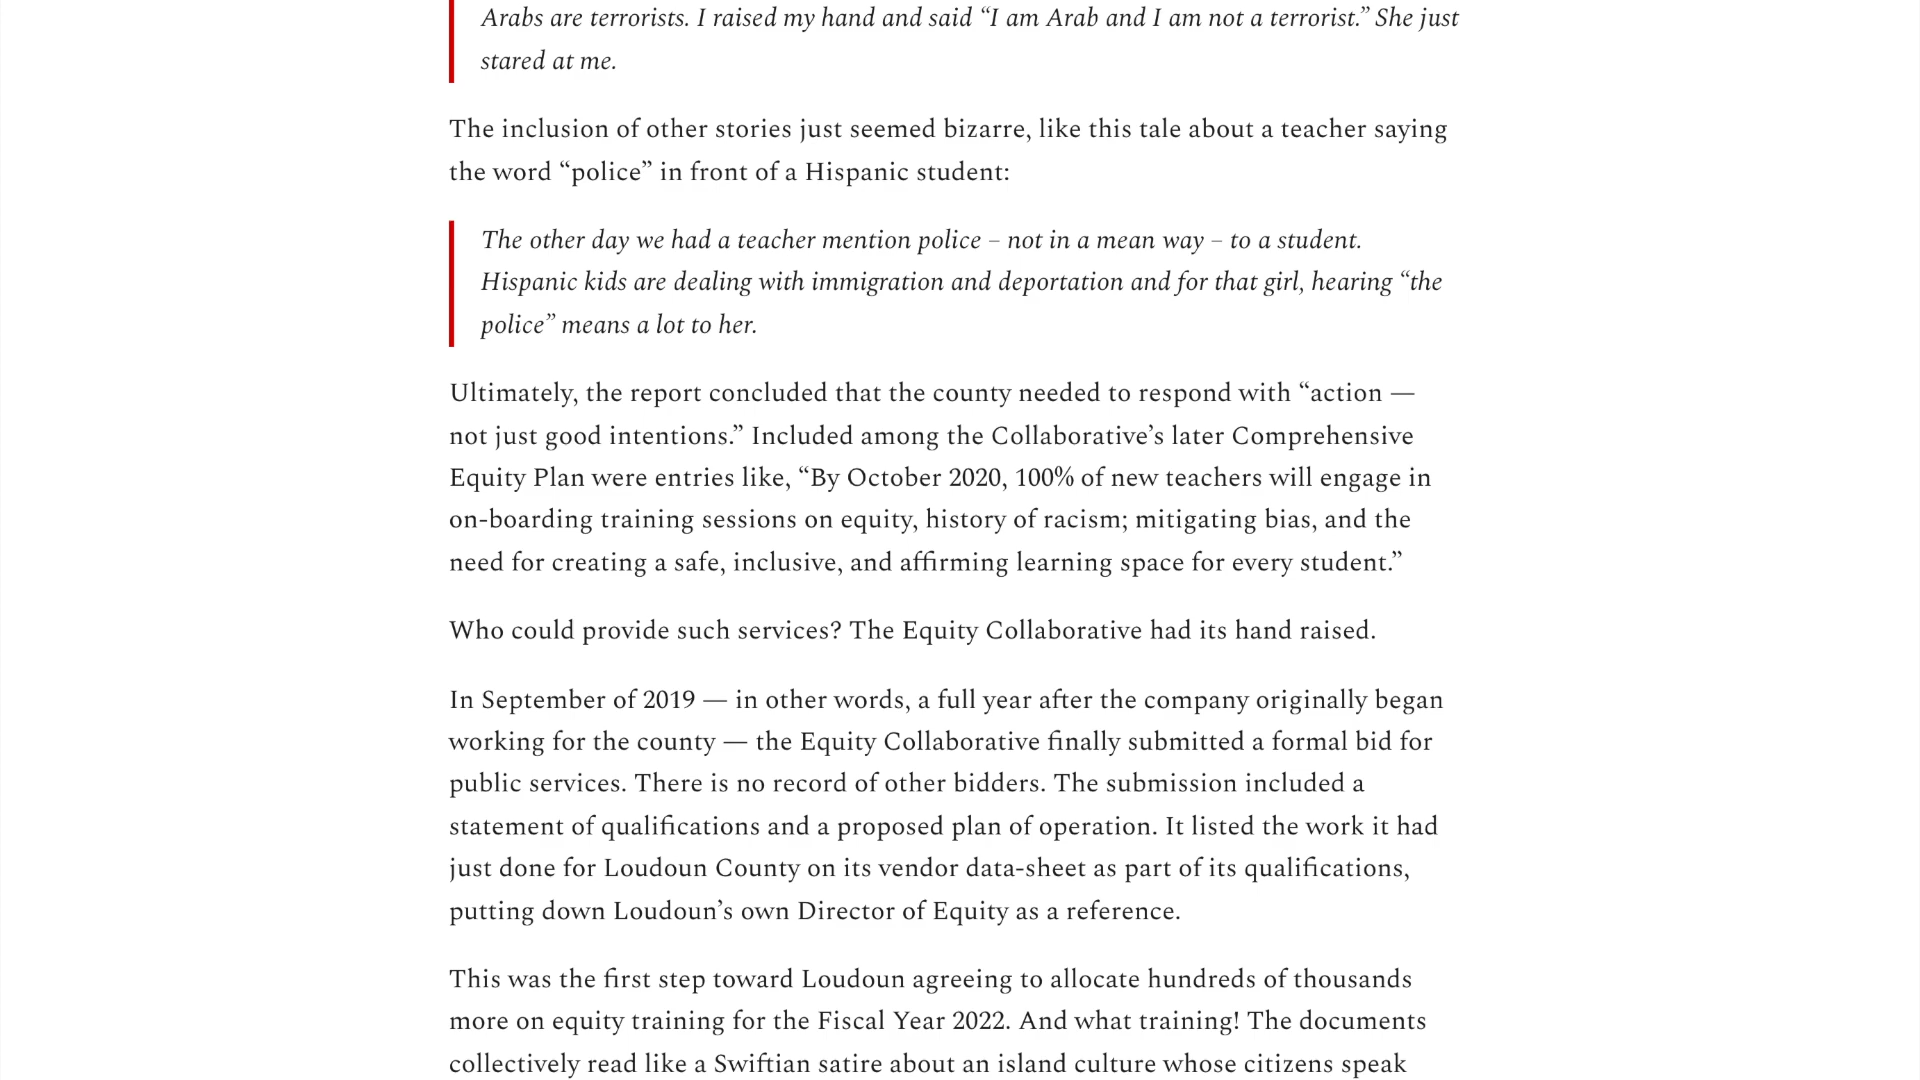 Arabs are terrorists. I raised my hand and said “I am Arab and I am not a terrorist.” She just
stared at me.
The inclusion of other stories just seemed bizarre, like this tale about a teacher saying
the word “police” in front of a Hispanic student:
The other day we had a teacher mention police – not in a mean way – to a student.
Hispanic kids are dealing with immigration and deportation and for that girl, hearing “the
police” means a lot to her.
Ultimately, the report concluded that the county needed to respond with “action —
not just good intentions.” Included among the Collaborative’s later Comprehensive
Equity Plan were entries like, “By October 2020, 100% of new teachers will engage in
on-boarding training sessions on equity, history of racism; mitigating bias, and the
need for creating a safe, inclusive, and affirming learning space for every student.”
Who could provide such services? The Equity Collaborative had its hand raised.
In September of 2019 — in other words, a full year after the company originally began
working for the county — the Equity Collaborative finally submitted a formal bid for
public services. There is no record of other bidders. The submission included a
statement of qualifications and a proposed plan of operation. It listed the work it had
just done for Loudoun County on its vendor data-sheet as part of its qualifications,
putting down Loudoun’s own Director of Equity as a reference.
This was the first step toward Loudoun agreeing to allocate hundreds of thousands
more on equity training for the Fiscal Year 2022. And what training! The documents
collectively read like a Swiftian satire about an island culture whose citizens speak